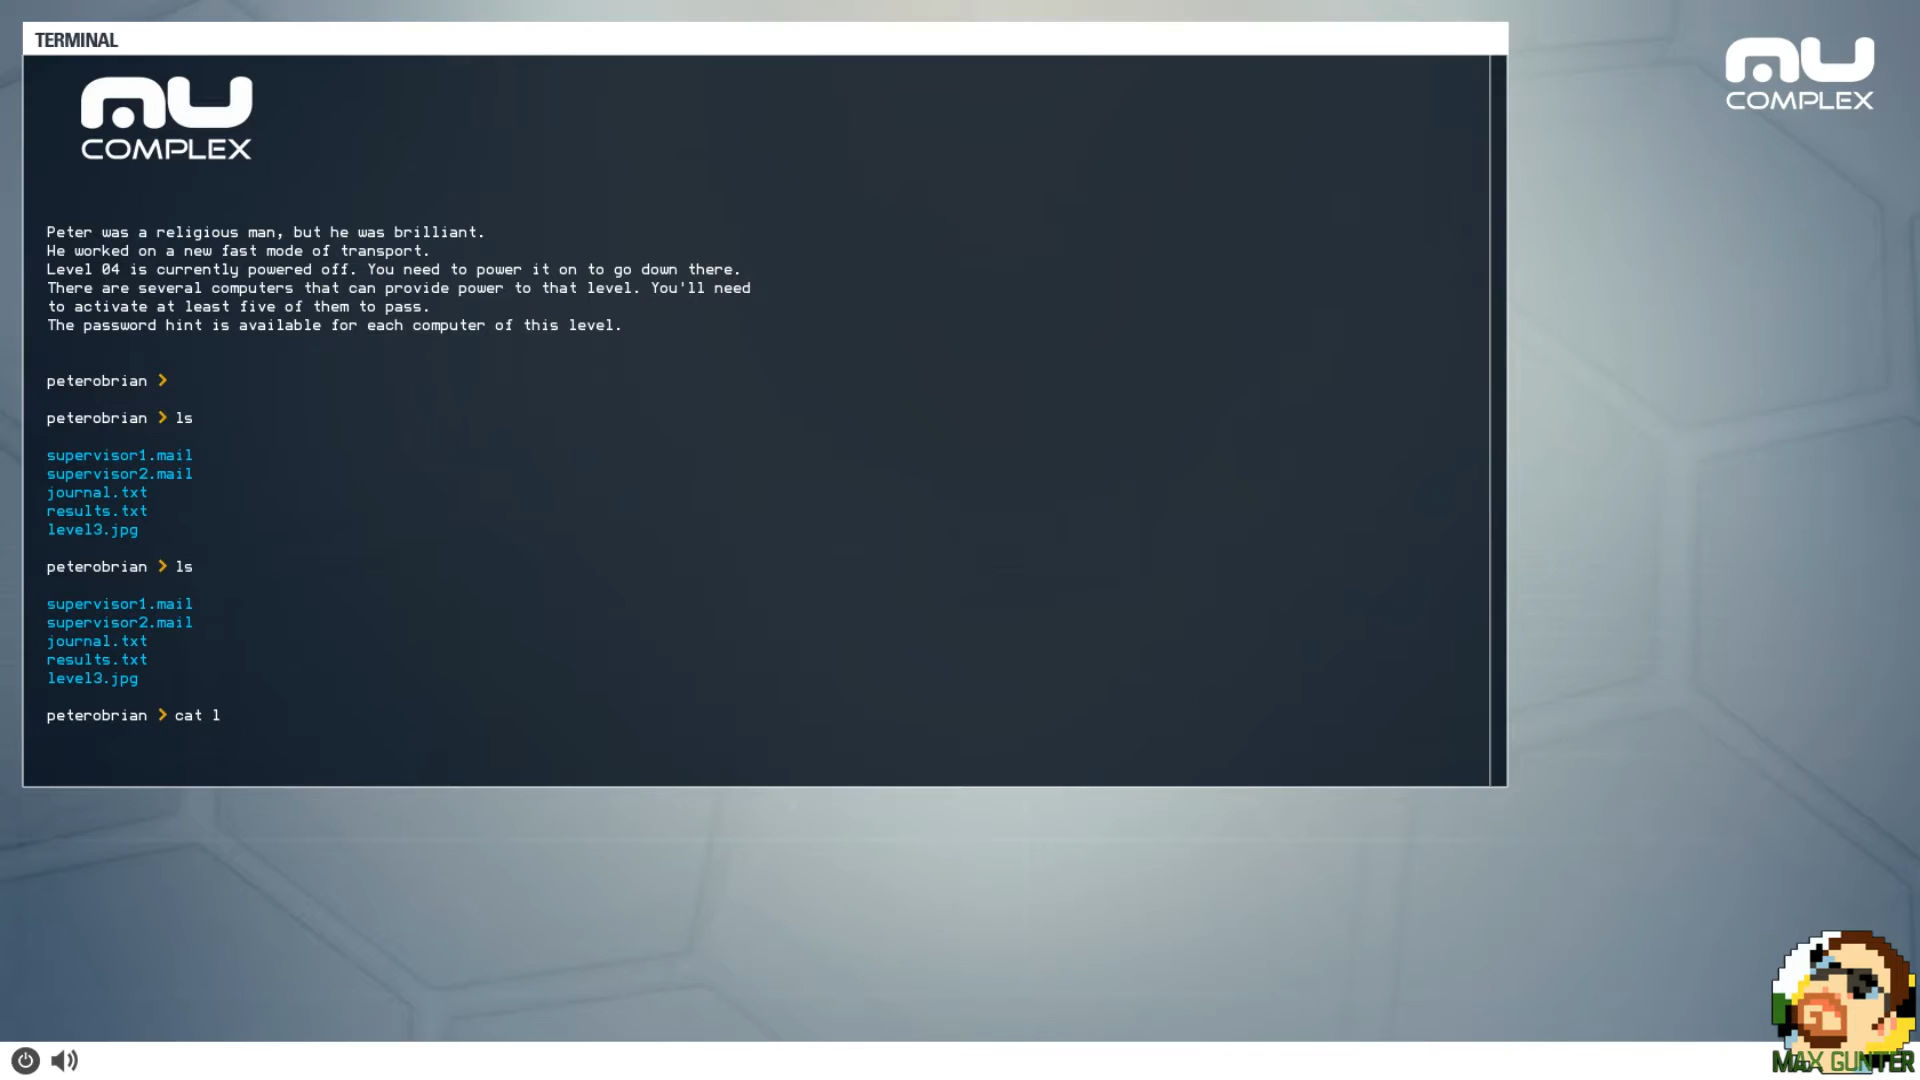 TERMINAL
MU
COMPLEX
MU
COMPLEX
Peter was a religious man, but he was brilliant.
He worked on a new fast mode of transport.
Level 04 is currently powered off. You need to power it on to go down there.
There are several computers that can provide power to that level. You'll need
to activate at least five of them to pass.
The password hint is available for each computer of this level.
peterobrian >
peterobrian > ls
supervisor1.mail
supervisor2.mail
journal.txt
results.txt
level3.jpg
peterobrian > ls
supervisor1.mail
supervisor2.mail
journal.txt
results.txt
level3.jpg
peterobrian > cat l
MAX GUNTER